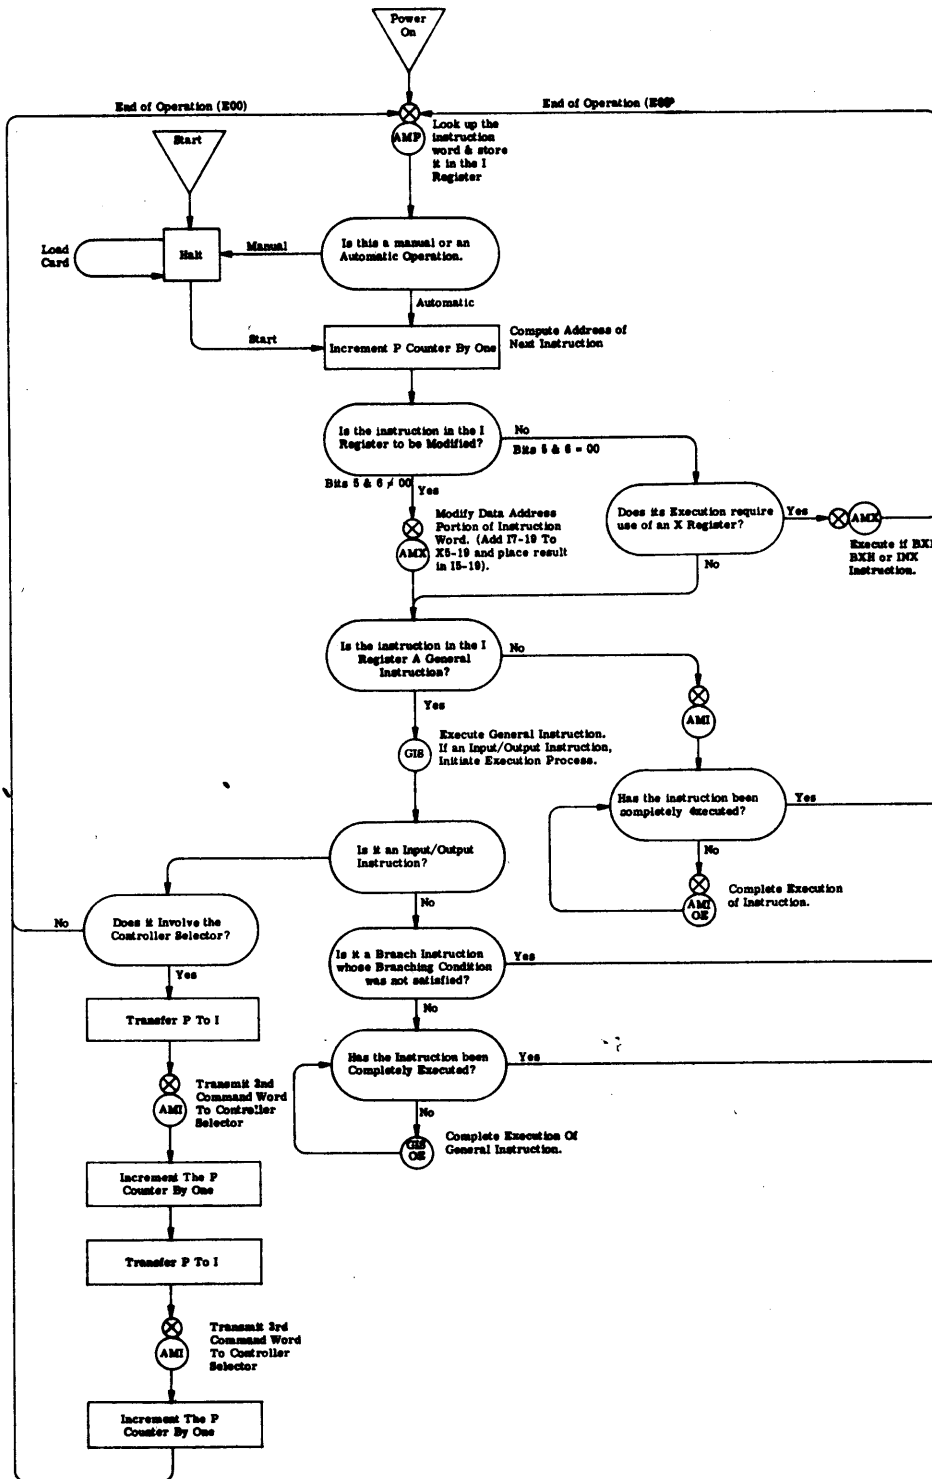 Power
On
End of Operation (E00)
End of Operation
AMP
Look up the
instruction
word & store
it in the I
Register
Start
Load
Card
Halt
Manual
Is this a manual or an
Automatic Operation.
Automatic
Start
Increment P Counter By One
Compute Address of
Next Instruction
Is the instruction in the I
Register to be Modified?
No
Bits 5 & 6 = 00
Bits 5 & 6 ≠ 00
Yes
AMX
Modify Data Address
Portion of Instruction
Word. (Add I7-19 To
X5-19 and place result
in I5-19).
Does its Execution require
use of an X Register?
Yes
AMX
Execute if
BXH or INX
Instruction.
No
Is the instruction in the I
Register A General
Instruction?
No
AMI
Yes
GIS
Execute General Instruction.
If an Input/Output Instruction,
Initiate Execution Process.
Has the instruction been
completely executed?
Yes
No
AMI
OE
Complete Execution
of Instruction.
Is it an Input/Output
Instruction?
No
No
Does it Involve the
Controller Selector?
Yes
Is it a Branch Instruction
whose Branching Condition
was not satisfied?
Yes
No
Transfer P To I
Has the Instruction been
Completely Executed?
Yes
No
GIS
OE
Complete Execution Of
General Instruction.
AMI
Transmit 2nd
Command Word
To Controller
Selector
Increment The P
Counter By One
Transfer P To I
AMI
Transmit 3rd
Command Word
To Controller
Selector
Increment The P
Counter By One